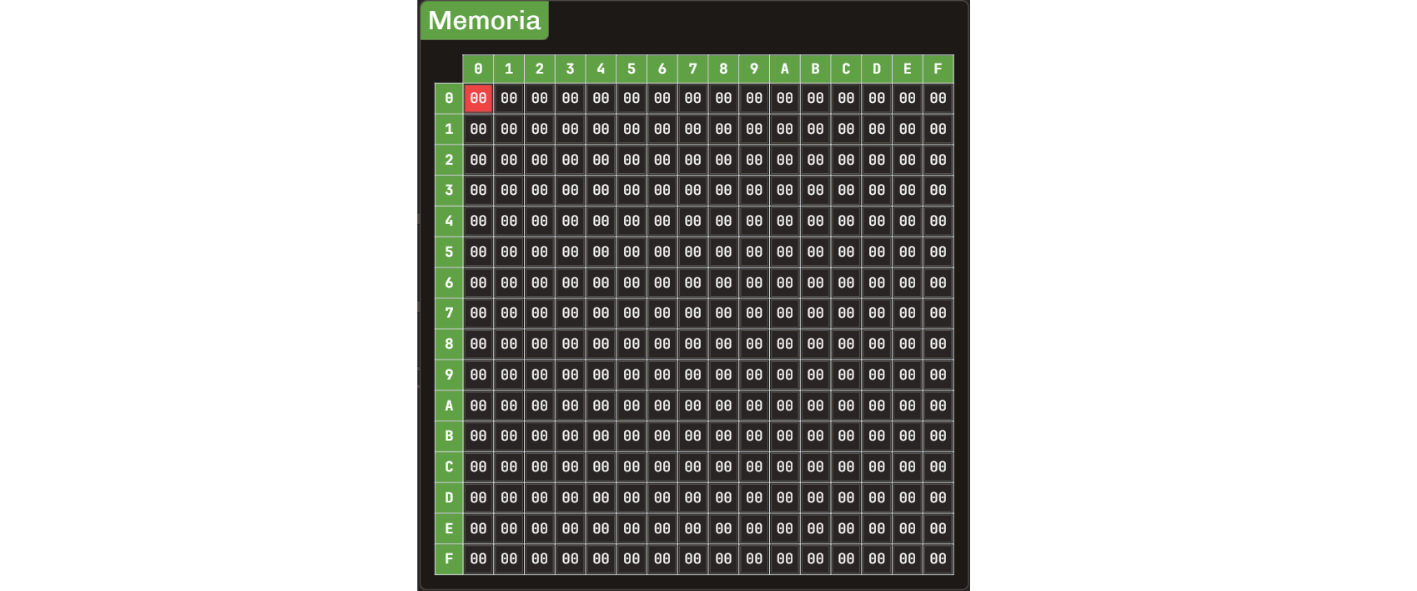 Memoria
0 1 2 3 4 5 6 7 8 9 A B C D E F
0 00 00 00 00 00 00 00 00 00 00 00 00 00 00 00 00
1 00 00 00 00 00 00 00 00 00 00 00 00 00 00 00 00
2 00 00 00 00 00 00 00 00 00 00 00 00 00 00 00 00
3 00 00 00 00 00 00 00 00 00 00 00 00 00 00 00 00
4 00 00 00 00 00 00 00 00 00 00 00 00 00 00 00 00
5 00 00 00 00 00 00 00 00 00 00 00 00 00 00 00 00
6 00 00 00 00 00 00 00 00 00 00 00 00 00 00 00 00
7 00 00 00 00 00 00 00 00 00 00 00 00 00 00 00 00
8 00 00 00 00 00 00 00 00 00 00 00 00 00 00 00 00
9 00 00 00 00 00 00 00 00 00 00 00 00 00 00 00 00
A 00 00 00 00 00 00 00 00 00 00 00 00 00 00 00 00
B 00 00 00 00 00 00 00 00 00 00 00 00 00 00 00 00
C 00 00 00 00 00 00 00 00 00 00 00 00 00 00 00 00
D 00 00 00 00 00 00 00 00 00 00 00 00 00 00 00 00
E 00 00 00 00 00 00 00 00 00 00 00 00 00 00 00 00
F 00 00 00 00 00 00 00 00 00 00 00 00 00 00 00 00